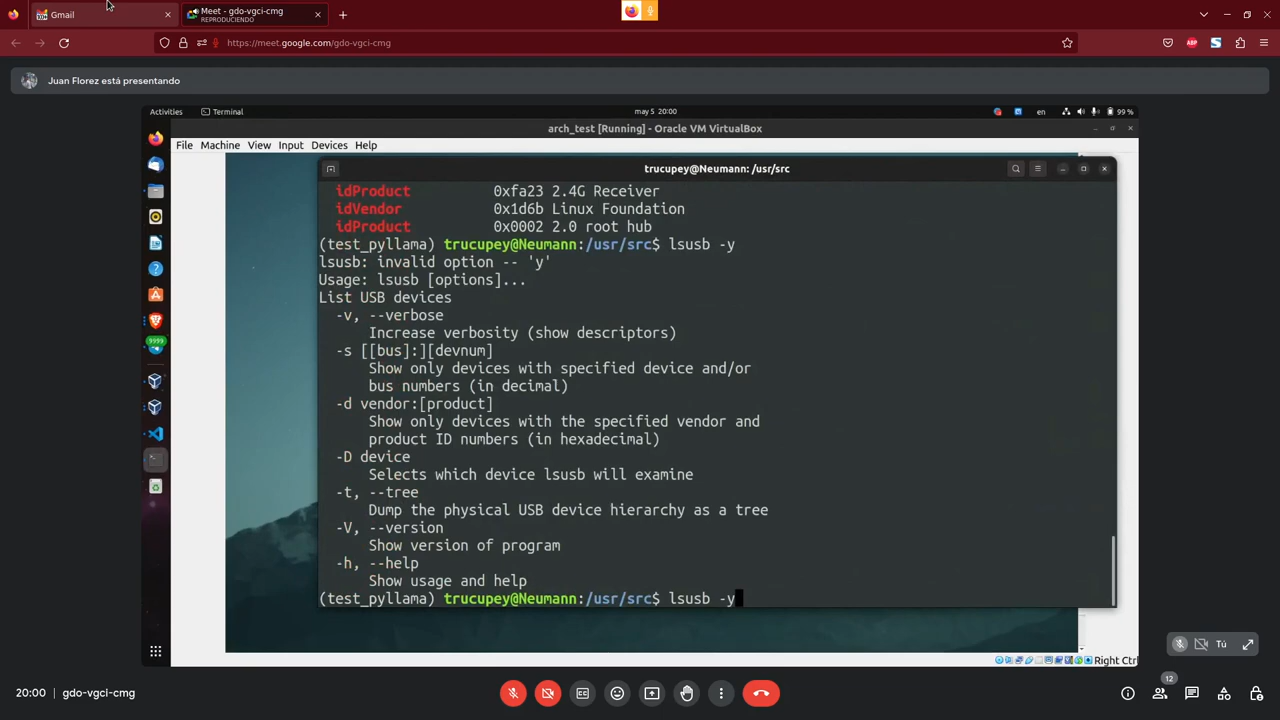 Gmail
Meet - gdo-vgci-cmg
REPRODUCIENDO
https://meet.google.com/gdo-vgci-cmg
ABP
S
Juan Florez está presentando
Activities
Terminal
may 5 20:00
en
99 %
arch_test [Running] - Oracle VM VirtualBox
File Machine View Input Devices Help
trucupey@Neumann: /usr/src
idProduct 0xfa23 2.4G Receiver
idVendor 0x1d6b Linux Foundation
idProduct 0x0002 2.0 root hub
(test_pyllama) trucupey@Neumann:/usr/src$ lsusb -y
lsusb: invalid option -- 'y'
Usage: lsusb [options]...
List USB devices
-v, --verbose
Increase verbosity (show descriptors)
-s [[bus]:][devnum]
Show only devices with specified device and/or
bus numbers (in decimal)
-d vendor:[product]
Show only devices with the specified vendor and
product ID numbers (in hexadecimal)
-D device
Selects which device lsusb will examine
-t, --tree
Dump the physical USB device hierarchy as a tree
-V, --version
Show version of program
-h, --help
Show usage and help
(test_pyllama) trucupey@Neumann:/usr/src$ lsusb -y
Right Ctrl
Tú
20:00 | gdo-vgci-cmg
12